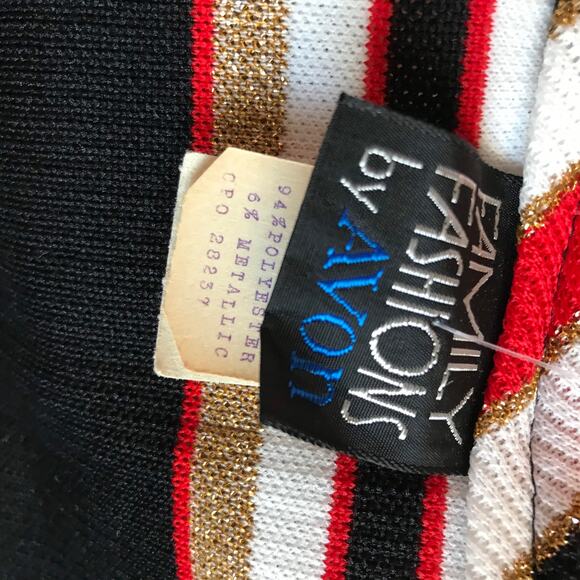 FAMILY
FASHIONS
by AVON
94% POLYESTER
6% METALLIC
CPO 28237